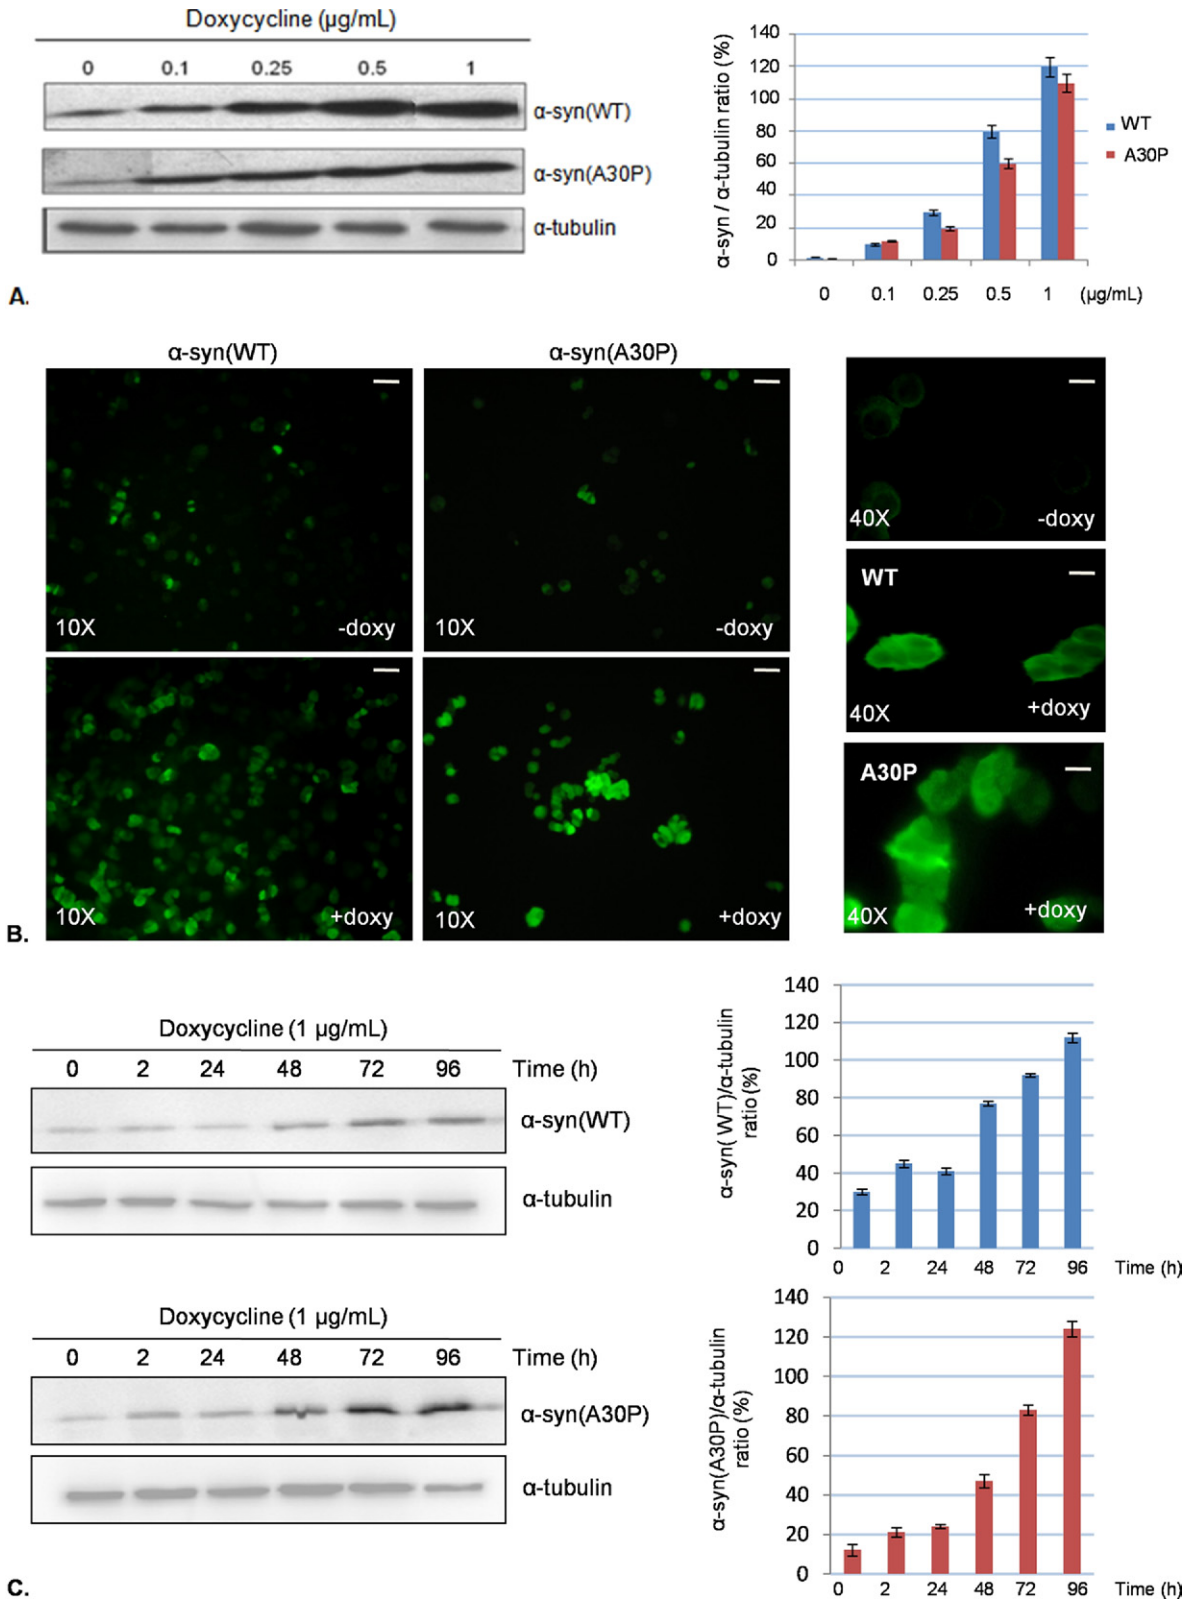 Doxycycline (µg/mL)
0 0.1 0.25 0.5 1
α-syn(WT)
α-syn(A30P)
α-tubulin
A.
α-syn / α-tubulin ratio (%)
140
120
100
80
60
40
20
0
0 0.1 0.25 0.5 1 (µg/mL)
WT
A30P
α-syn(WT) α-syn(A30P)
10X -doxy
10X -doxy
40X -doxy
WT
40X +doxy
10X +doxy
10X +doxy
A30P
40X +doxy
B.
Doxycycline (1 µg/mL)
0 2 24 48 72 96 Time (h)
α-syn(WT)
α-tubulin
α-syn( WT)/α-tubulin
ratio (%)
140
120
100
80
60
40
20
0
0 2 24 48 72 96 Time (h)
Doxycycline (1 µg/mL)
0 2 24 48 72 96 Time (h)
α-syn(A30P)
α-tubulin
α-syn(A30P)/α-tubulin
ratio (%)
140
120
100
80
60
40
20
0
0 2 24 48 72 96 Time (h)
C.